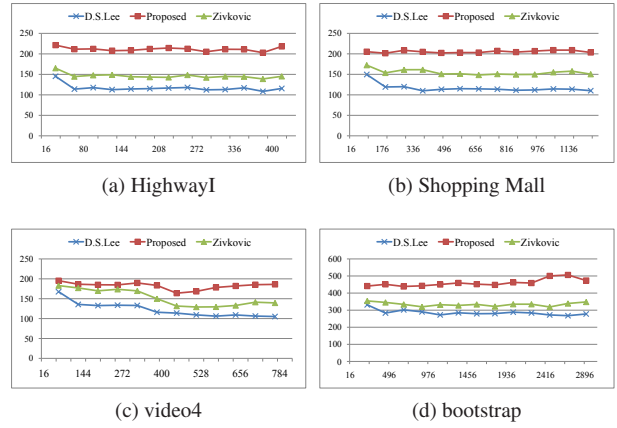 D.S.Lee Proposed Zivkovic
250
200
150
100
50
0
16 80 144 208 272 336 400
(a) HighwayI
D.S.Lee Proposed Zivkovic
250
200
150
100
50
0
16 176 336 496 656 816 976 1136
(b) Shopping Mall
D.S.Lee Proposed Zivkovic
250
200
150
100
50
0
16 144 272 400 528 656 784
(c) video4
D.S.Lee Proposed Zivkovic
600
500
400
300
200
100
0
16 496 976 1456 1936 2416 2896
(d) bootstrap